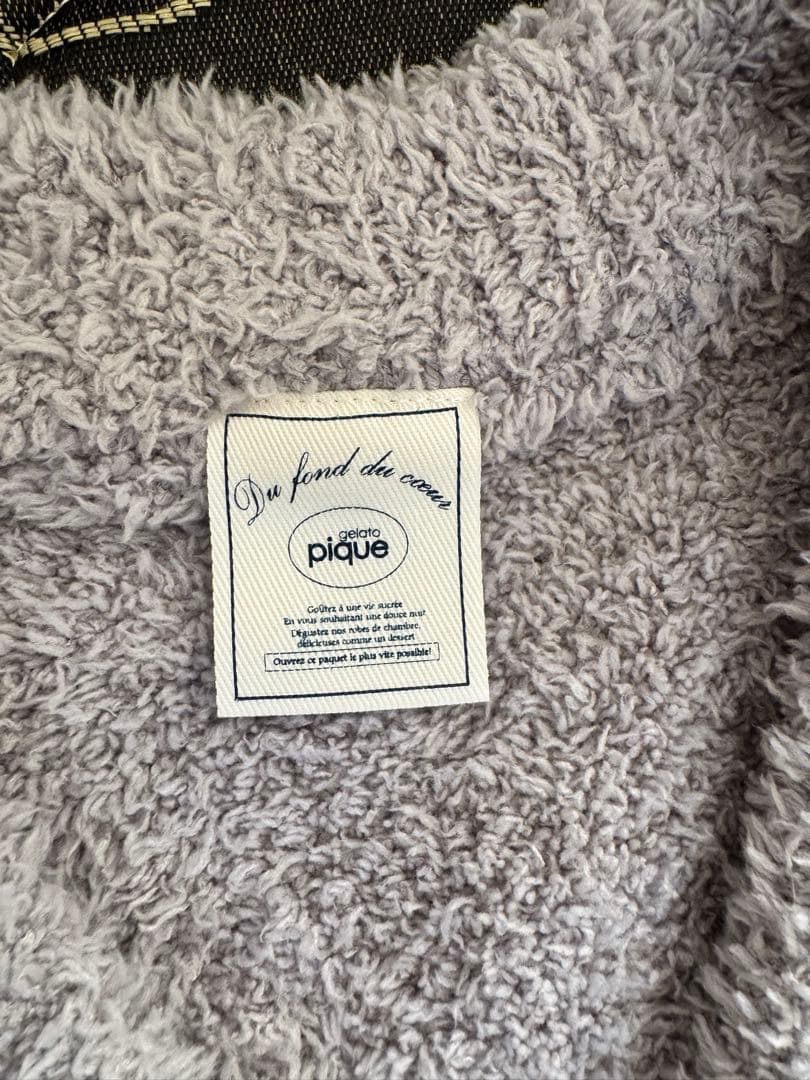 Du fond du cœur
gelato
pique
Goûtez à une vie sucrée
En vous souhaitant une douce nuit
Dégustez nos robes de chambre,
délicieuses comme un dessert
Ouvrez ce paquet le plus vite possible!